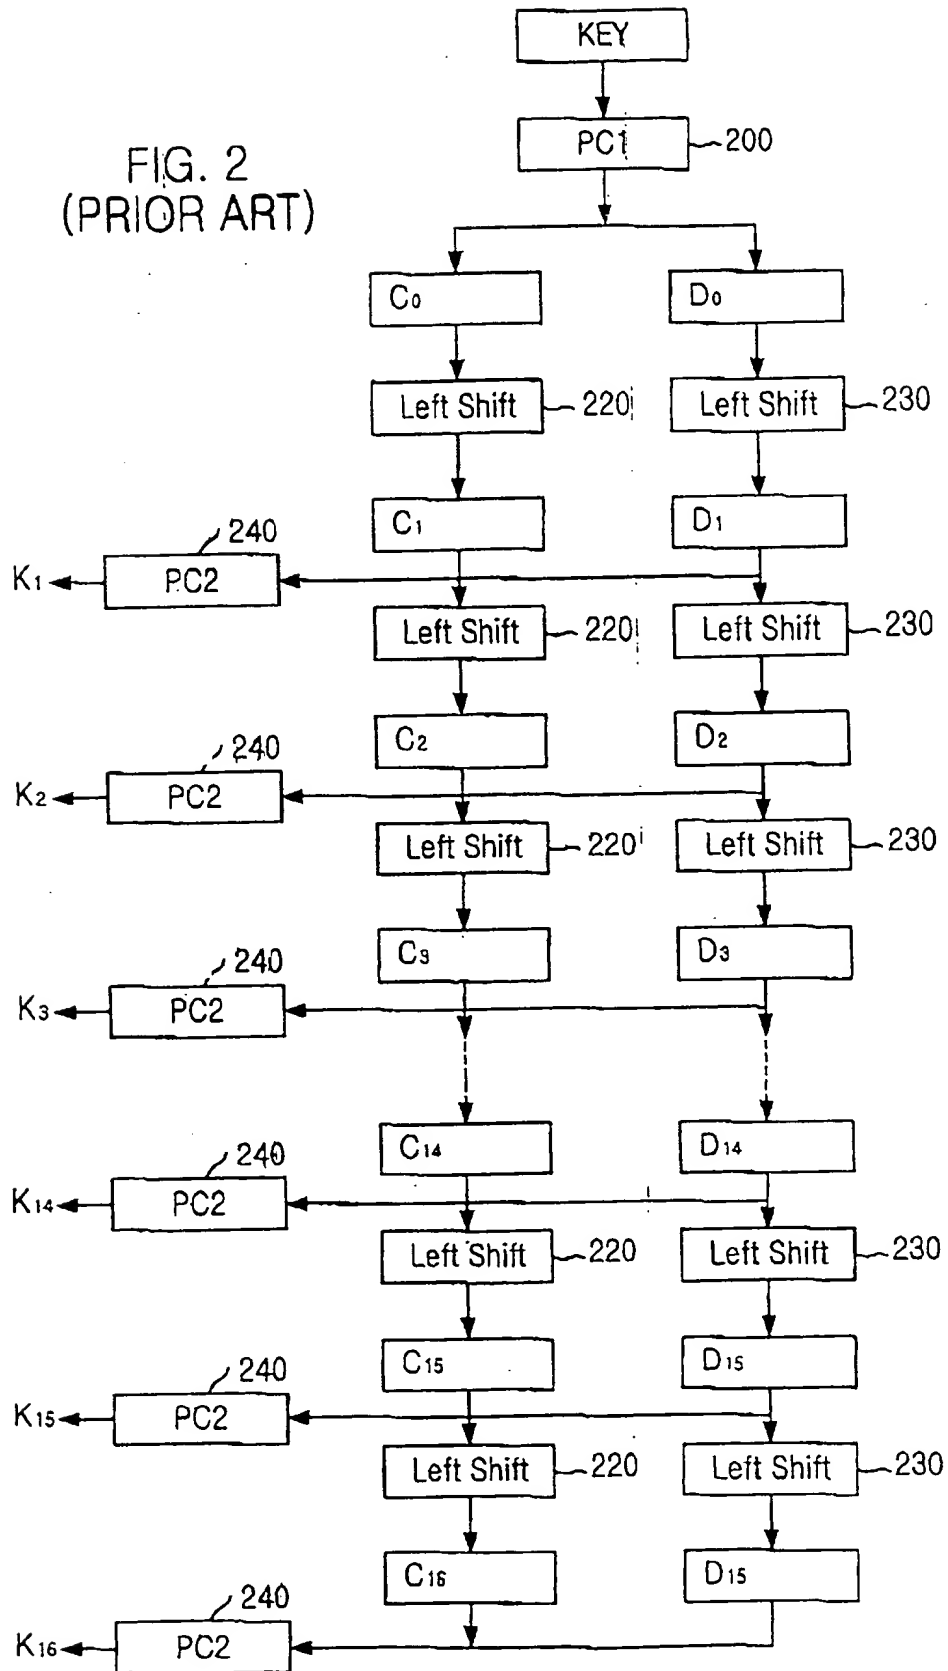 KEY
PC1 200
FIG. 2
(PRIOR ART)
C0 D0
Left Shift 220 Left Shift 230
C1 D1
240
K1 PC2
Left Shift 220 Left Shift 230
C2 D2
240
K2 PC2
Left Shift 220 Left Shift 230
C3 D3
240
K3 PC2
C14 D14
240
K14 PC2
Left Shift 220 Left Shift 230
C15 D15
240
K15 PC2
Left Shift 220 Left Shift 230
C16 D15
240
K16 PC2